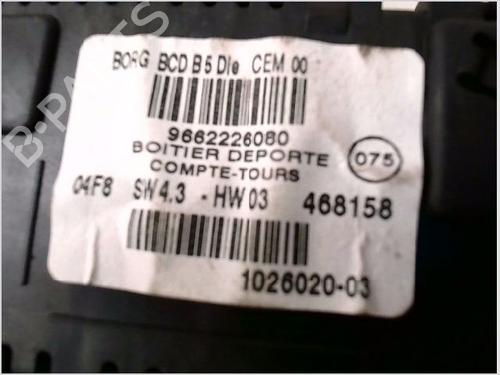 BORG BCD B5 Die CEM 00
9662226080
BOITIER DEPORTE
COMPTE-TOURS
075
04F8 SW4.3 - HW03 468158
1026020-03
B-PARTS